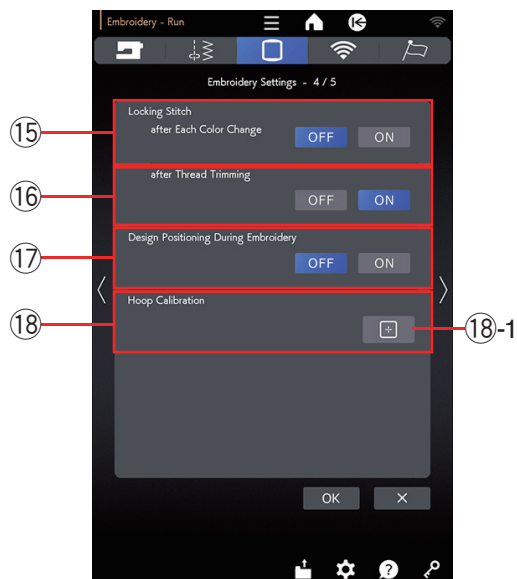 Embroidery - Run
Embroidery Settings - 4 / 5
⑮
Locking Stitch
after Each Color Change
OFF ON
⑯
after Thread Trimming
OFF ON
⑰
Design Positioning During Embroidery
OFF ON
⑱
Hoop Calibration
⑱-1
OK ×
?